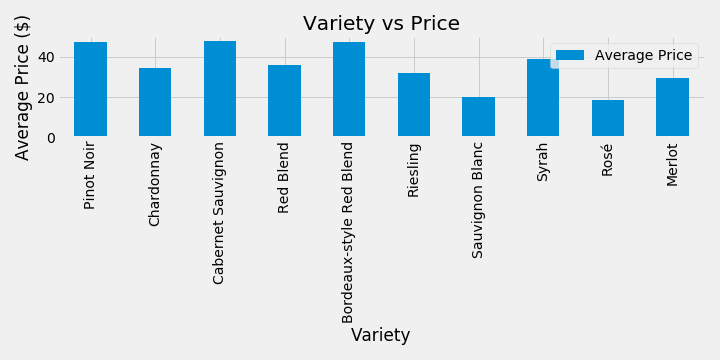 Variety vs Price
Average Price ($)
40
20
0
Average Price
Pinot Noir
Chardonnay
Cabernet Sauvignon
Red Blend
Bordeaux-style Red Blend
Riesling
Sauvignon Blanc
Syrah
Rosé
Merlot
Variety